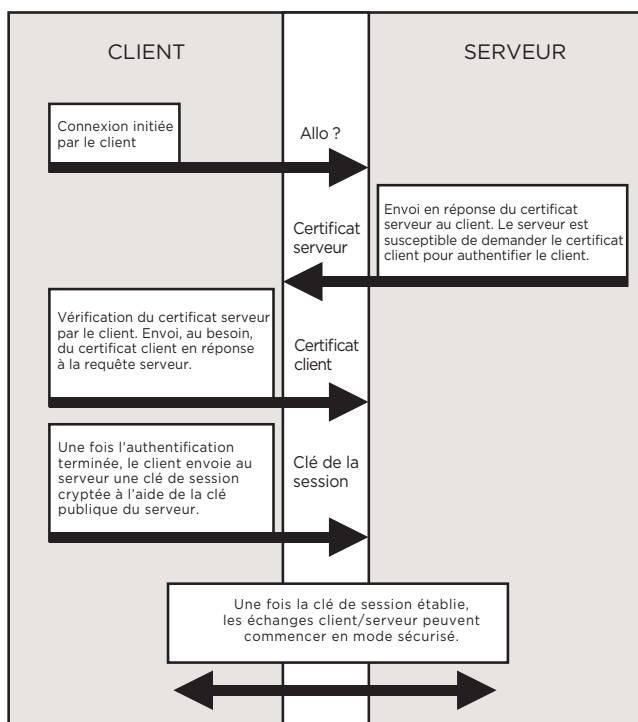 CLIENT
SERVEUR
Connexion initiée
par le client
Allo ?
Envoi en réponse du certificat
serveur au client. Le serveur est
susceptible de demander le certificat
client pour authentifier le client.
Certificat
serveur
Vérification du certificat serveur
par le client. Envoi, au besoin,
du certificat client en réponse
à la requête serveur.
Certificat
client
Une fois l’authentification
terminée, le client envoie au
serveur une clé de session
cryptée à l’aide de la clé
publique du serveur.
Clé de la
session
Une fois la clé de session établie,
les échanges client/serveur peuvent
commencer en mode sécurisé.